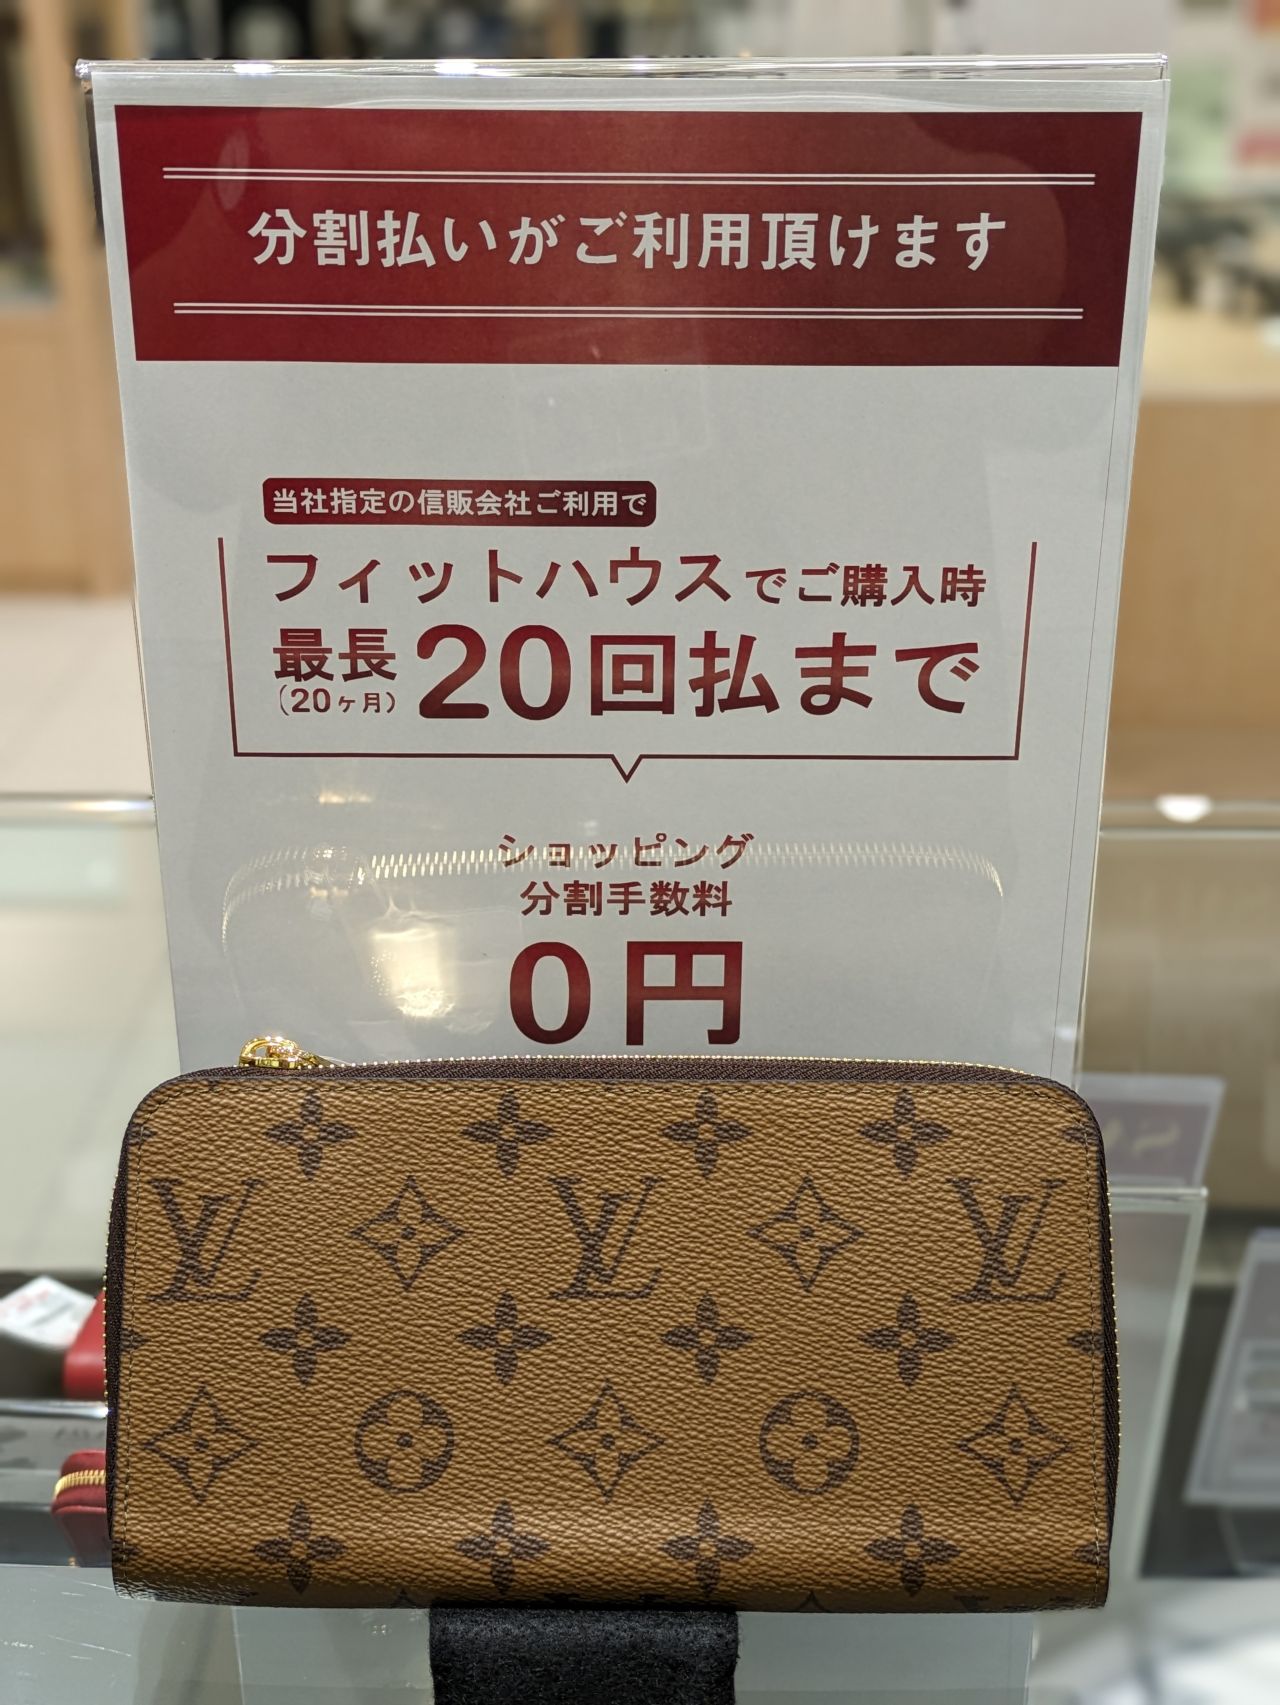 分割払いがご利用頂けます
当社指定の信販会社ご利用で
フィットハウスでご購入時
最長
(20ヶ月)
20回払まで
ショッピング
分割手数料
0円